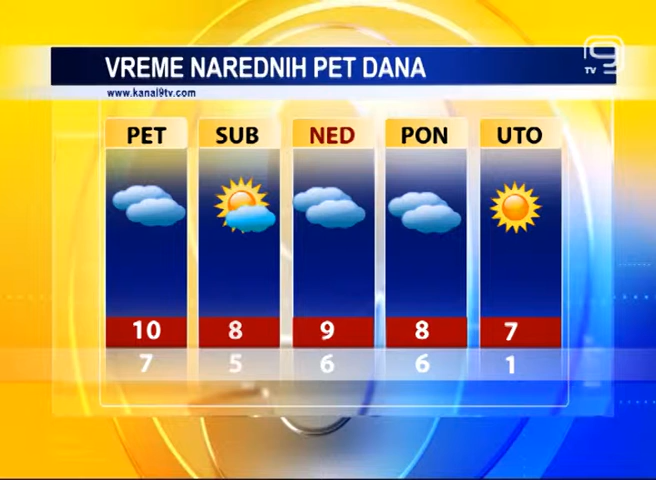 VREME NAREDNIH PET DANA
9
TV
www.kanal9tv.com
PET SUB NED PON UTO
10 8 9 8 7
7 5 6 6 1